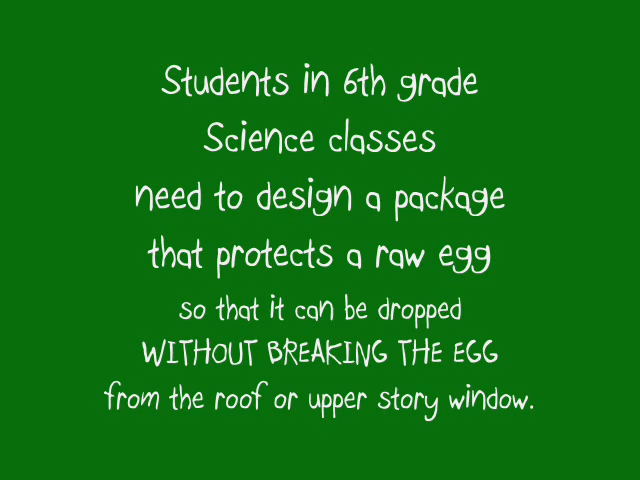 Students in 6th grade
Science classes
need to design a package
that protects a raw egg
so that it can be dropped
WITHOUT BREAKING THE EGG
from the roof or upper story window.